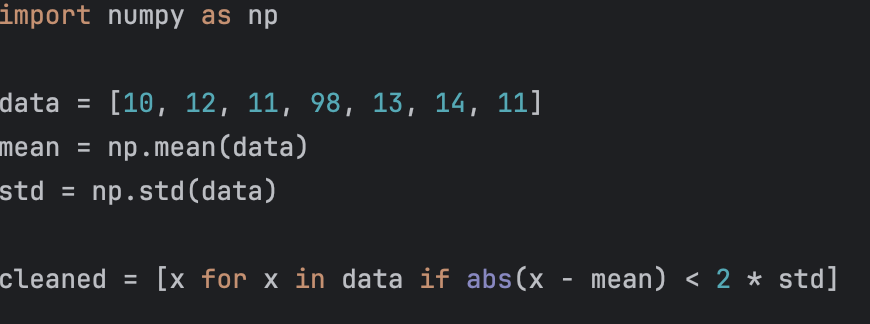 import numpy as np
data = [10, 12, 11, 98, 13, 14, 11]
mean = np.mean(data)
std = np.std(data)
cleaned = [x for x in data if abs(x - mean) < 2 * std]